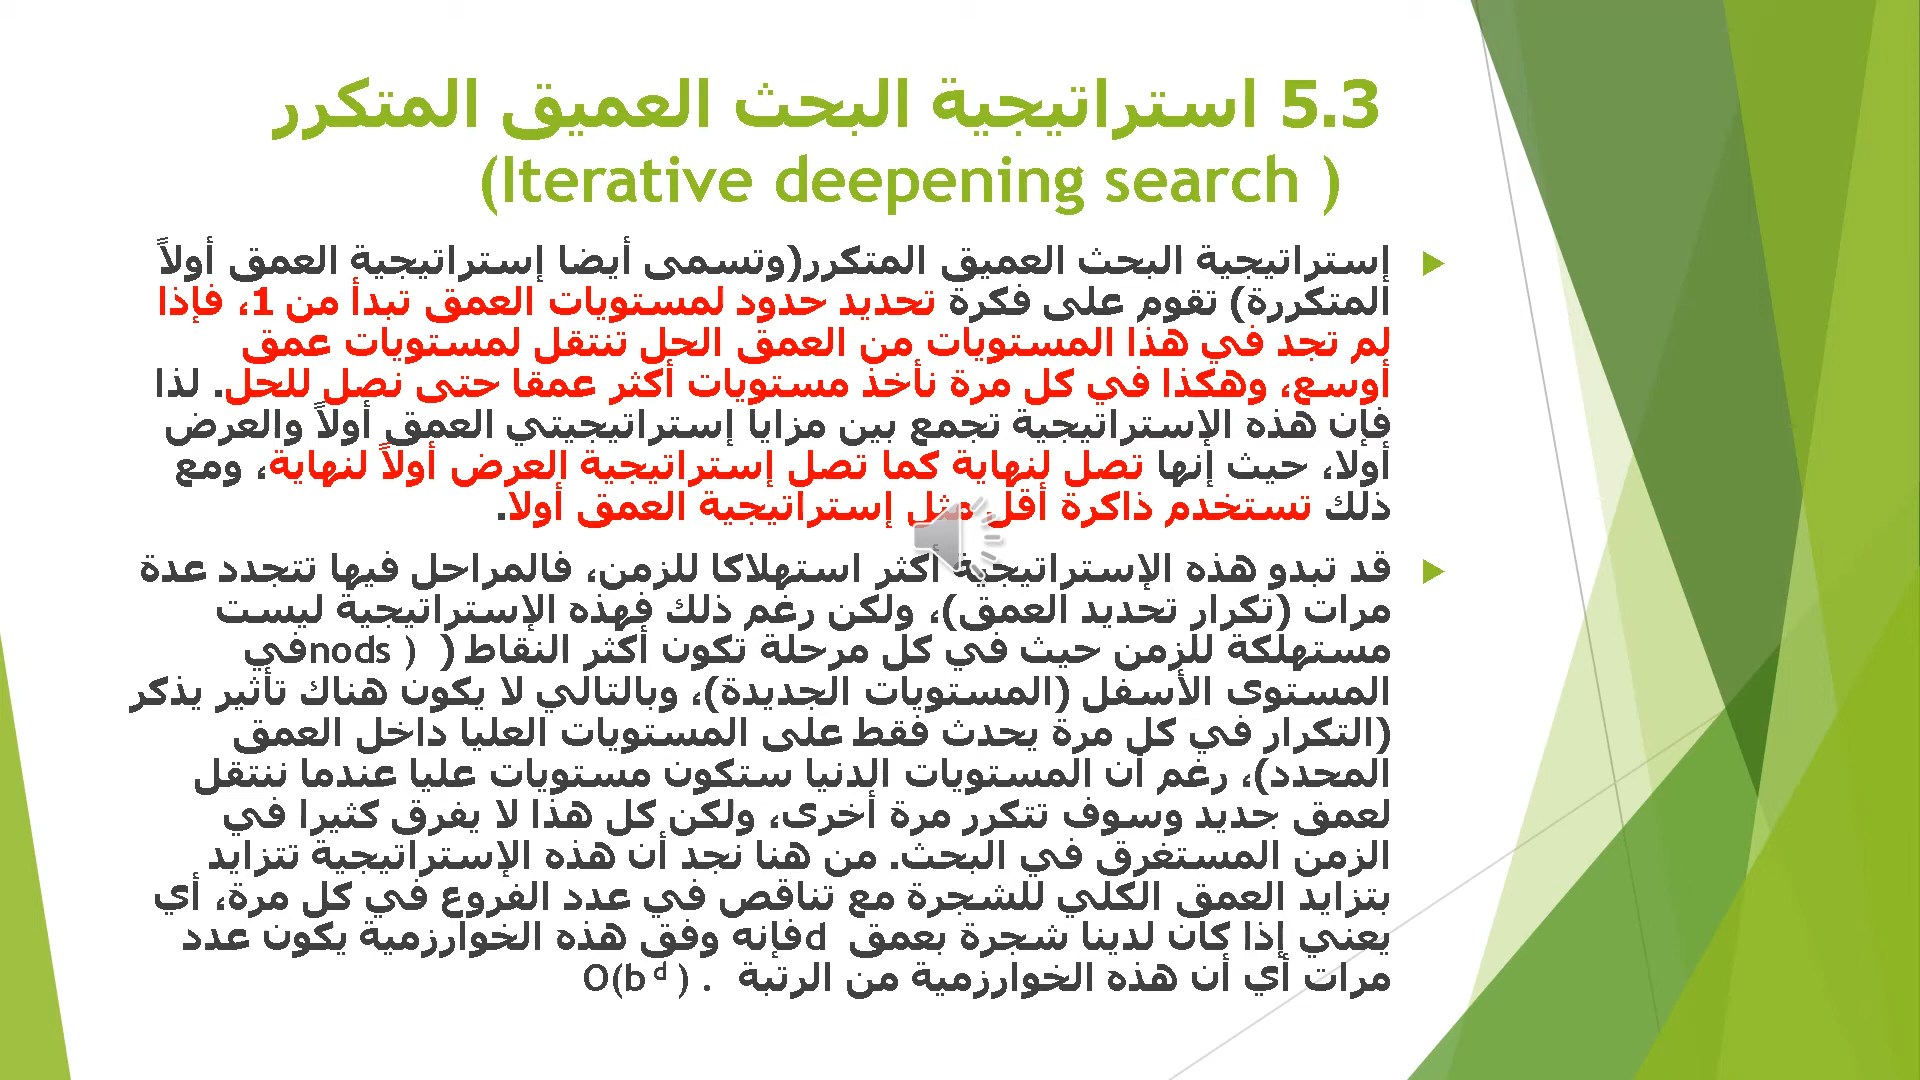 5.3 استراتيجية البحث العميق المتكرر
(Iterative deepening search )
إستراتيجية البحث العميق المتكرر(وتسمى أيضا إستراتيجية العمق أولاً
المتكررة) تقوم على فكرة تحديد حدود لمستويات العمق تبدأ من 1، فإذا
لم تجد في هذا المستويات من العمق الحل تنتقل لمستويات عمق
أوسع، وهكذا في كل مرة نأخذ مستويات أكثر عمقا حتى نصل للحل. لذا
فإن هذه الإستراتيجية تجمع بين مزايا إستراتيجيتي العمق أولاً والعرض
أولا، حيث إنها تصل لنهاية كما تصل إستراتيجية العرض أولاً لنهاية، ومع
ذلك تستخدم ذاكرة أقل مثل إستراتيجية العمق أولا.
قد تبدو هذه الإستراتيجية أكثر استهلاكا للزمن، فالمراحل فيها تتجدد عدة
مرات (تكرار تحديد العمق)، ولكن رغم ذلك فهذه الإستراتيجية ليست
مستهلكة للزمن حيث في كل مرحلة تكون أكثر النقاط ( nods ) في
المستوى الأسفل (المستويات الجديدة)، وبالتالي لا يكون هناك تأثير يذكر
(التكرار في كل مرة يحدث فقط على المستويات العليا داخل العمق
المحدد)، رغم أن المستويات الدنيا ستكون مستويات عليا عندما ننتقل
لعمق جديد وسوف تتكرر مرة أخرى، ولكن كل هذا لا يفرق كثيرا في
الزمن المستغرق في البحث. من هنا نجد أن هذه الإستراتيجية تتزايد
بتزايد العمق الكلي للشجرة مع تناقص في عدد الفروع في كل مرة، أي
يعني إذا كان لدينا شجرة بعمق d فإنه وفق هذه الخوارزمية يكون عدد
مرات أي أن هذه الخوارزمية من الرتبة O(b ᵈ ) .